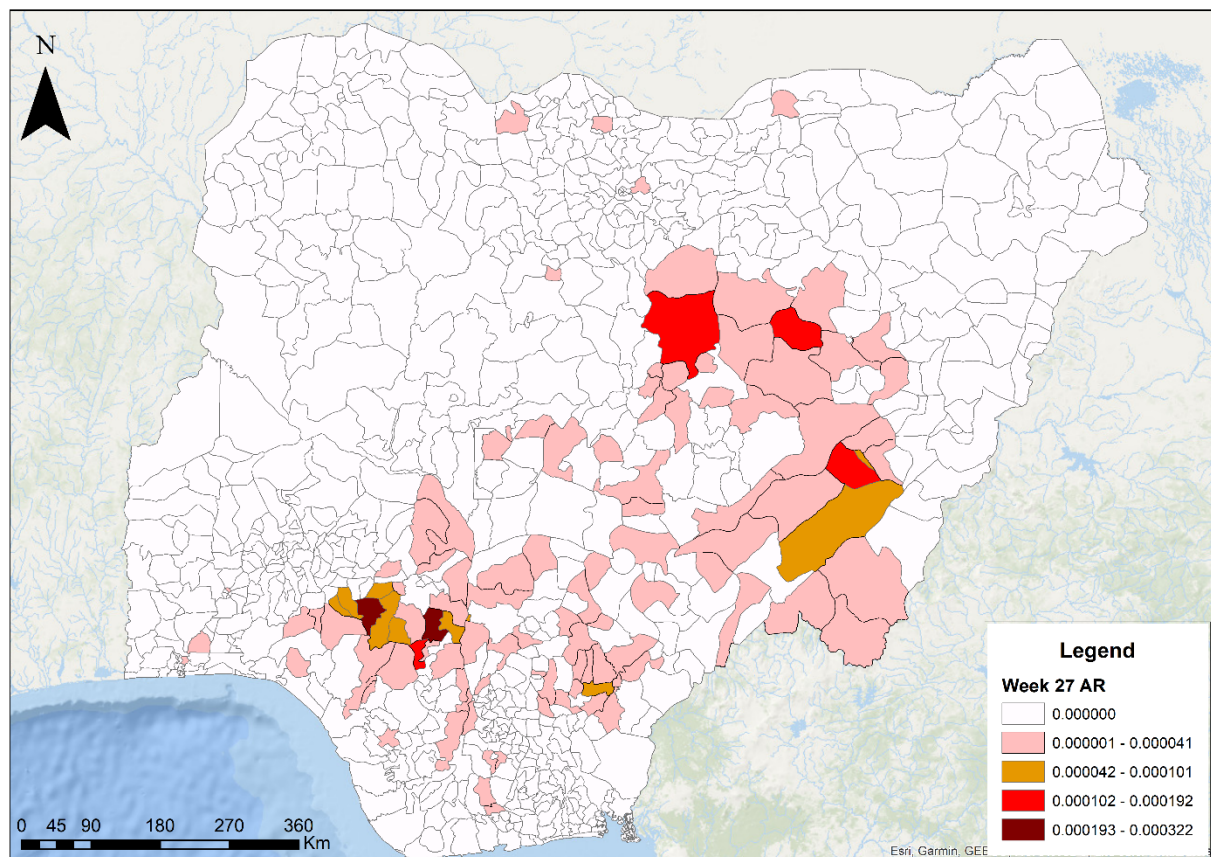 N
Legend
Week 27 AR
0.000000
0.000001 - 0.000041
0.000042 - 0.000101
0.000102 - 0.000192
0.000193 - 0.000322
0 45 90 180 270 360
Km
Esri, Garmin, GEB